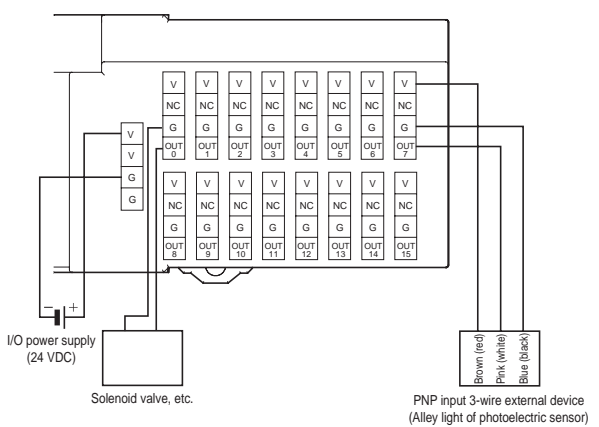 V V V V V V V V
NC NC NC NC NC NC NC NC
G G G G G G G G
OUT OUT OUT OUT OUT OUT OUT OUT
0 1 2 3 4 5 6 7
V
V
G
G
V V V V V V V V
NC NC NC NC NC NC NC NC
G G G G G G G G
OUT OUT OUT OUT OUT OUT OUT OUT
8 9 10 11 12 13 14 15
− +
I/O power supply
(24 VDC)
Solenoid valve, etc.
Brown (red)
Pink (white)
Blue (black)
PNP input 3-wire external device
(Alley light of photoelectric sensor)